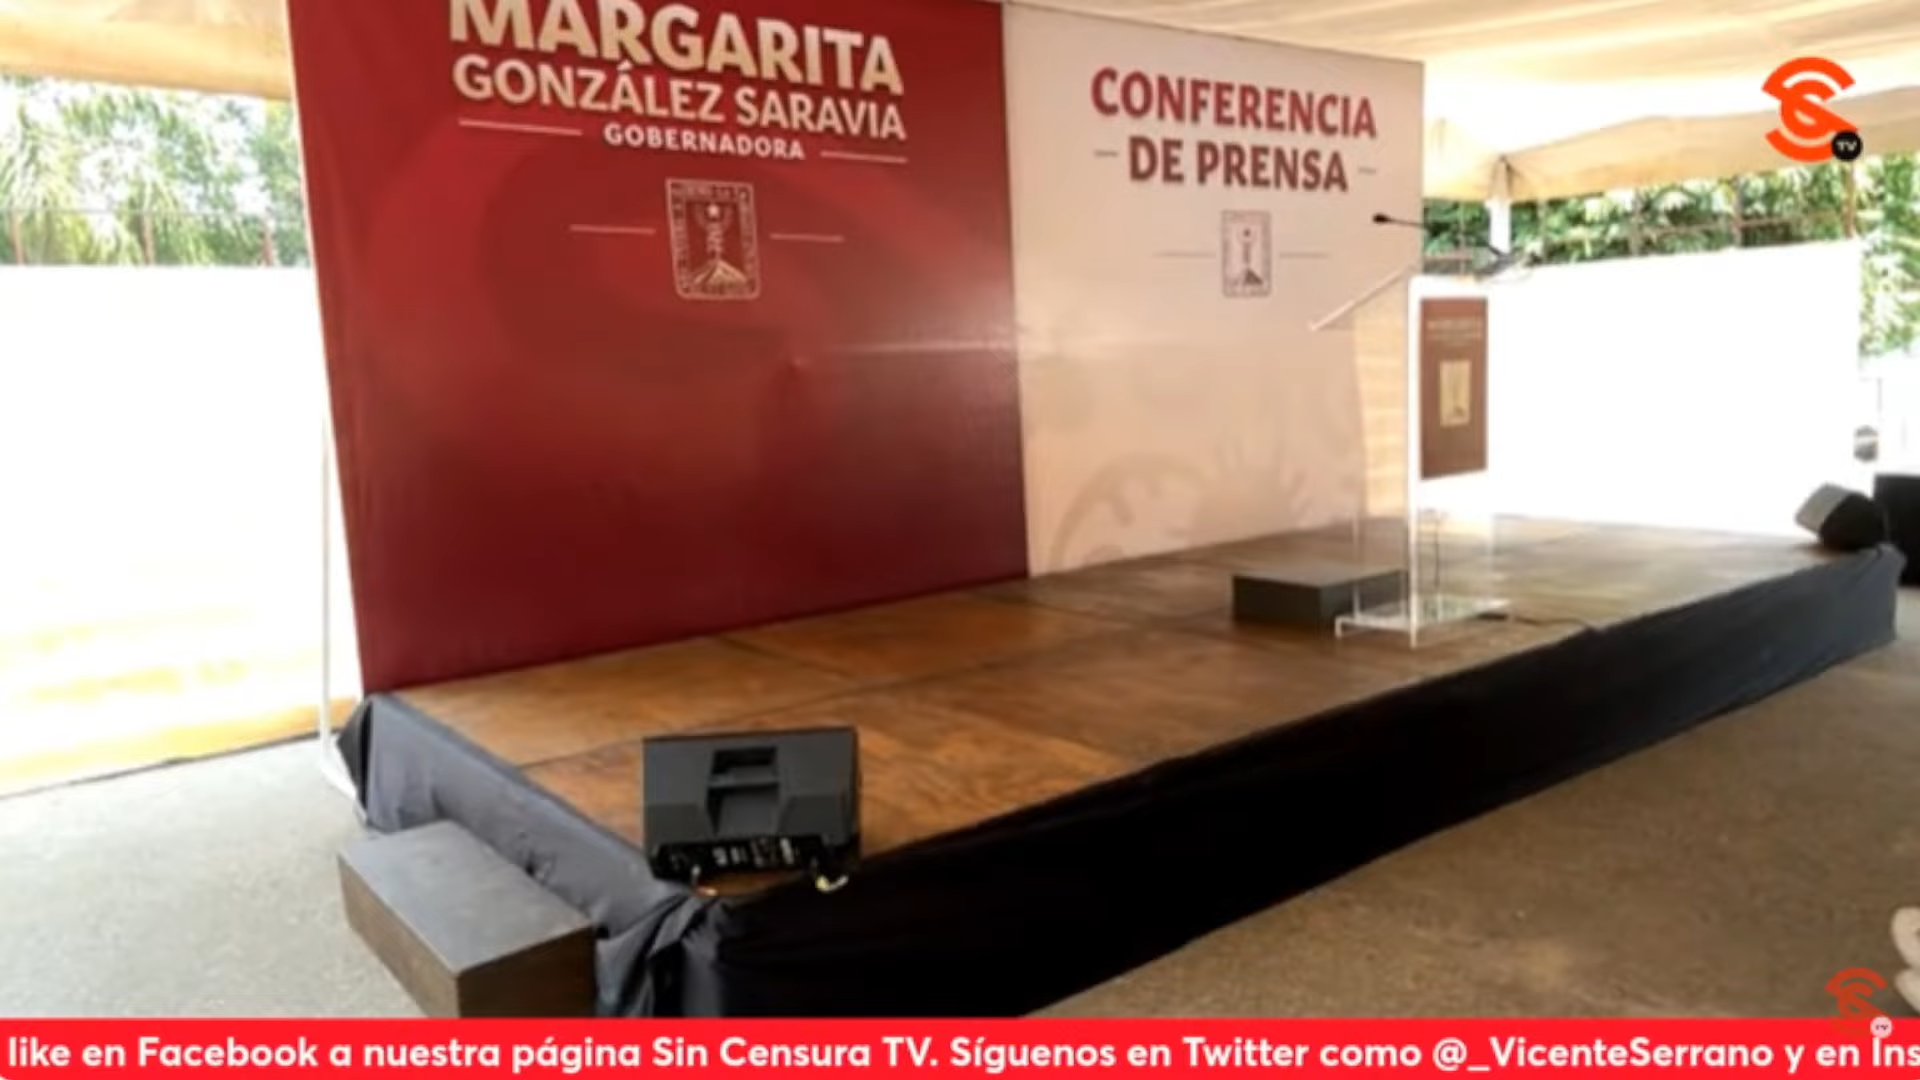 MARGARITA
GONZÁLEZ SARAVIA
GOBERNADORA
CONFERENCIA
DE PRENSA
TV
like en Facebook a nuestra página Sin Censura TV. Síguenos en Twitter como @_VicenteSerrano y en Ins